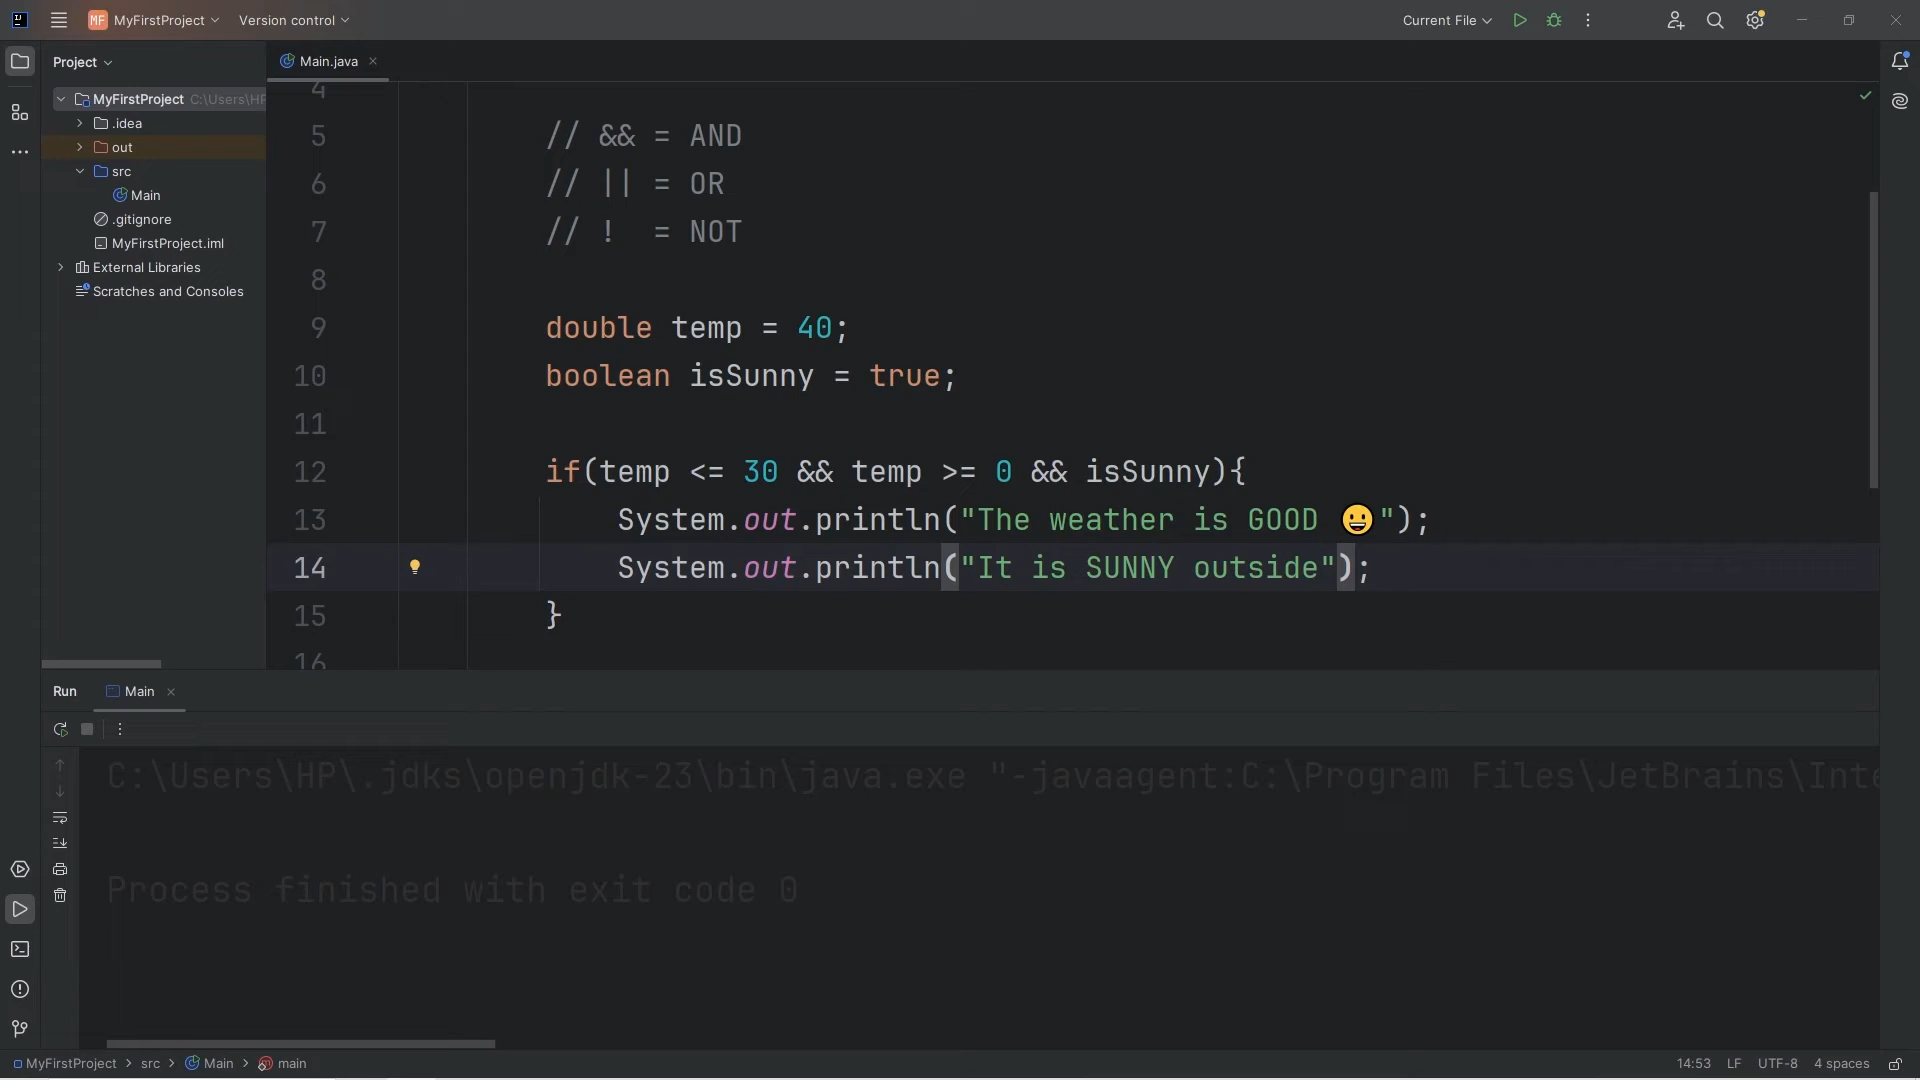 MF MyFirstProject Version control Current File
Project Main.java
MyFirstProject C:\Users\HP
.idea
out
src
Main
.gitignore
MyFirstProject.iml
External Libraries
Scratches and Consoles
4
5 // && = AND
6 // || = OR
7 // ! = NOT
8
9 double temp = 40;
10 boolean isSunny = true;
11
12 if(temp <= 30 && temp >= 0 && isSunny){
13 System.out.println("The weather is GOOD 😀");
14 System.out.println("It is SUNNY outside");
15 }
16
Run Main
C:\Users\HP\.jdks\openjdk-23\bin\java.exe "-javaagent:C:\Program Files\JetBrains\Inte
Process finished with exit code 0
MyFirstProject > src > Main > main 14:53 LF UTF-8 4 spaces